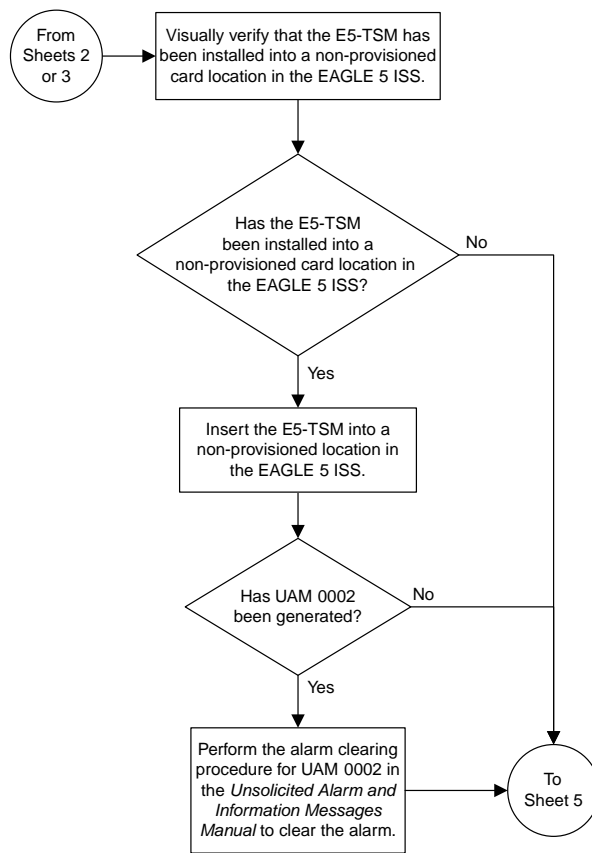 From
Sheets 2
or 3
Visually verify that the E5-TSM has
been installed into a non-provisioned
card location in the EAGLE 5 ISS.
Has the E5-TSM
been installed into a
non-provisioned card location in
the EAGLE 5 ISS?
No
Yes
Insert the E5-TSM into a
non-provisioned location in
the EAGLE 5 ISS.
Has UAM 0002
been generated?
No
Yes
Perform the alarm clearing
procedure for UAM 0002 in
the Unsolicited Alarm and
Information Messages
Manual to clear the alarm.
To
Sheet 5